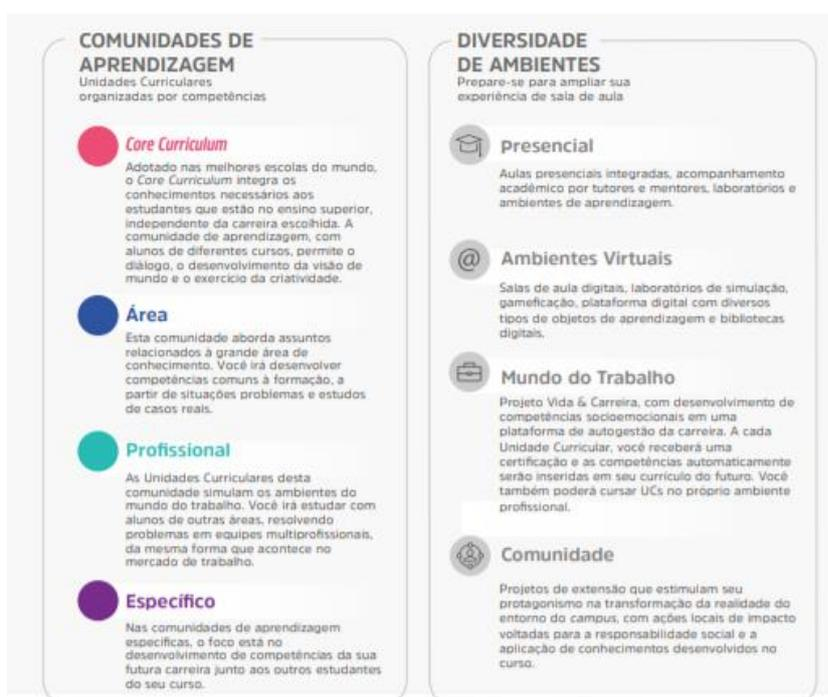 COMUNIDADES DE
APRENDIZAGEM
Unidades Curriculares
organizadas por competências
Core Curriculum
Adotado nas melhores escolas do mundo,
o Core Curriculum integra os
conhecimentos necessários aos
estudantes que estão no ensino superior,
independente da carreira escolhida. A
comunidade de aprendizagem, com
alunos de diferentes cursos, permite o
diálogo, o desenvolvimento da visão de
mundo e o exercício da criatividade.
Área
Esta comunidade aborda assuntos
relacionados à grande área de
conhecimento. Você irá desenvolver
competências comuns à formação, a
partir de situações problemas e estudos
de casos reais.
Profissional
As Unidades Curriculares desta
comunidade simulam os ambientes do
mundo do trabalho. Você irá estudar com
alunos de outras áreas, resolvendo
problemas em equipes multiprofissionais,
da mesma forma que acontece no
mercado de trabalho.
Específico
Nas comunidades de aprendizagem
específicas, o foco está no
desenvolvimento de competências da sua
futura carreira junto aos outros estudantes
do seu curso.
DIVERSIDADE
DE AMBIENTES
Prepare-se para ampliar sua
experiência de sala de aula
Presencial
Aulas presenciais integradas, acompanhamento
acadêmico por tutores e mentores, laboratórios e
ambientes de aprendizagem.
@ Ambientes Virtuais
Salas de aula digitais, laboratórios de simulação,
gameficação, plataforma digital com diversos
tipos de objetos de aprendizagem e bibliotecas
digitais.
Mundo do Trabalho
Projeto Vida & Carreira, com desenvolvimento de
competências socioemocionais em uma
plataforma de autogestão da carreira. A cada
Unidade Curricular, você receberá uma
certificação e as competências automaticamente
serão inseridas em seu currículo do futuro. Você
também poderá cursar UCs no próprio ambiente
profissional.
Comunidade
Projetos de extensão que estimulam seu
protagonismo na transformação da realidade do
entorno do campus, com ações locais de impacto
voltadas para a responsabilidade social e a
aplicação de conhecimentos desenvolvidos no
curso.